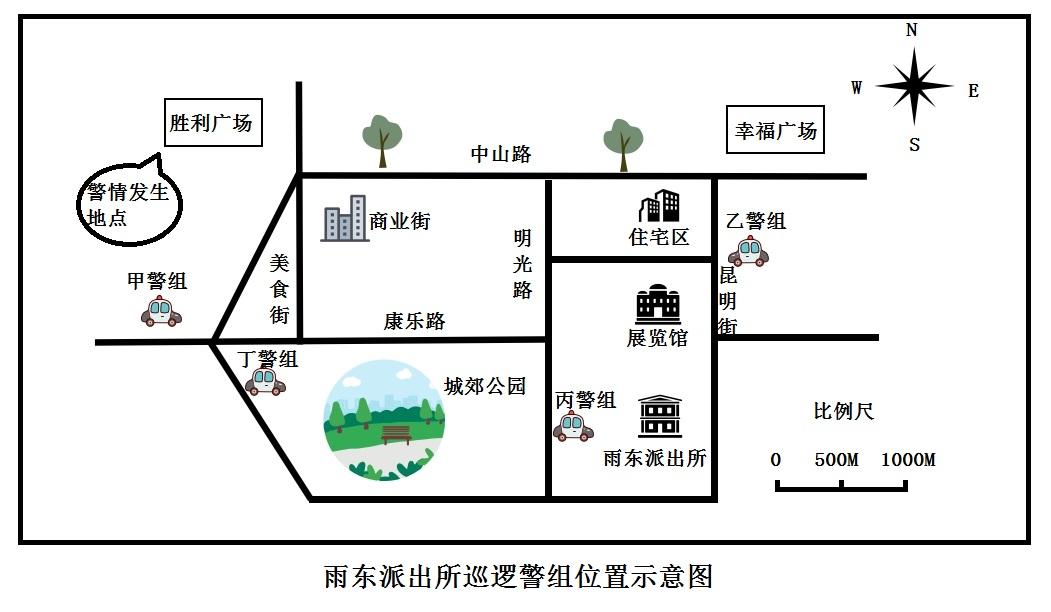 N
W
E
S
胜利广场
幸福广场
中山路
警情发生
地点
商业街
住宅区
乙警组
明光路
美食街
甲警组
昆明街
康乐路
展览馆
丁警组
城郊公园
丙警组
雨东派出所
比例尺
0 500M 1000M
雨东派出所巡逻警组位置示意图